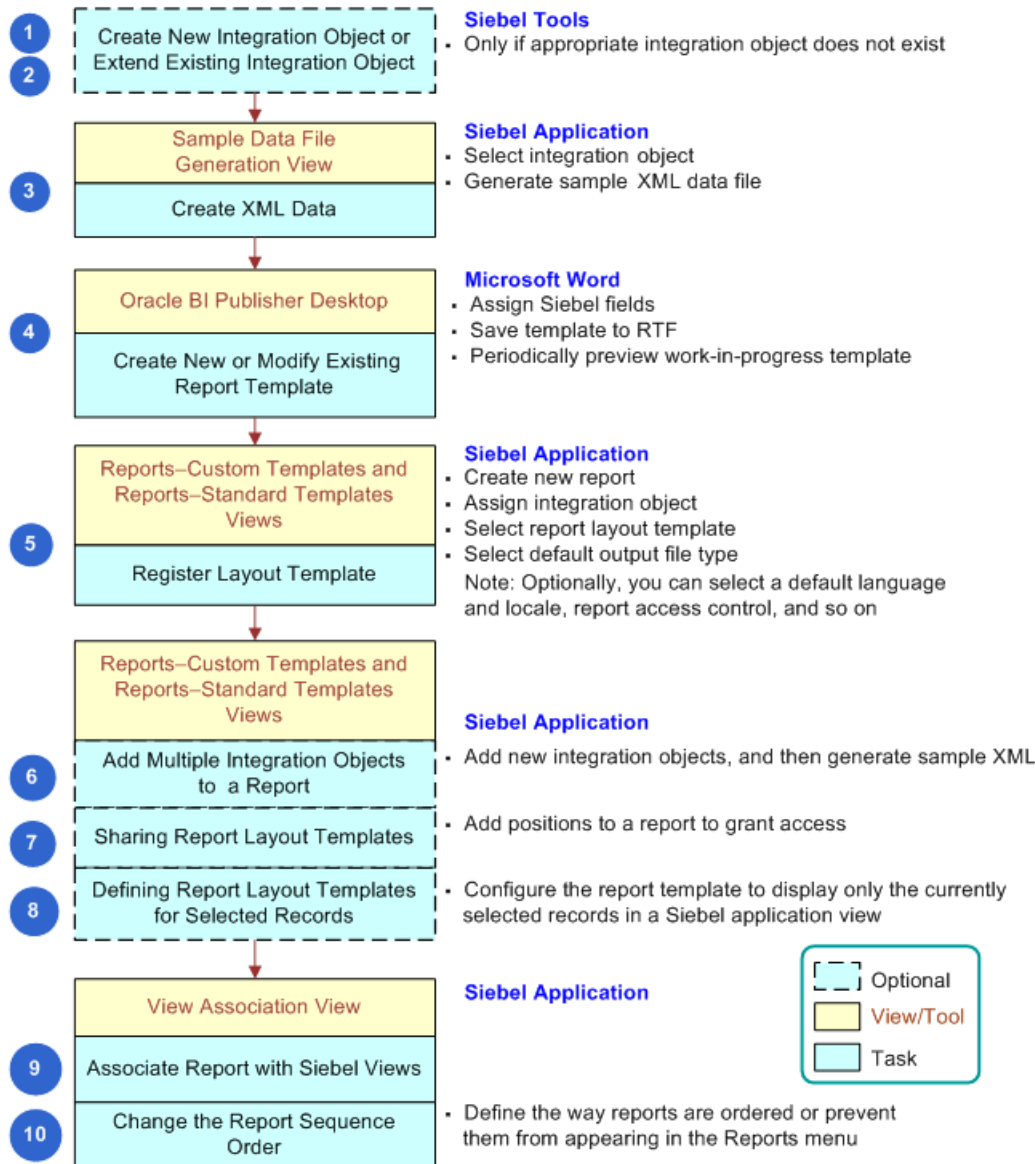 1
2
Create New Integration Object or
Extend Existing Integration Object
Siebel Tools
▪ Only if appropriate integration object does not exist
3
Sample Data File
Generation View
Create XML Data
Siebel Application
▪ Select integration object
▪ Generate sample XML data file
4
Oracle BI Publisher Desktop
Create New or Modify Existing
Report Template
Microsoft Word
▪ Assign Siebel fields
▪ Save template to RTF
▪ Periodically preview work-in-progress template
5
Reports–Custom Templates and
Reports–Standard Templates
Views
Register Layout Template
Siebel Application
▪ Create new report
▪ Assign integration object
▪ Select report layout template
▪ Select default output file type
Note: Optionally, you can select a default language
and locale, report access control, and so on
Reports–Custom Templates and
Reports–Standard Templates
Views
Siebel Application
6
Add Multiple Integration Objects
to a Report
▪ Add new integration objects, and then generate sample XML
7
Sharing Report Layout Templates
▪ Add positions to a report to grant access
8
Defining Report Layout Templates
for Selected Records
▪ Configure the report template to display only the currently
selected records in a Siebel application view
View Association View
Siebel Application
9
Associate Report with Siebel Views
10
Change the Report Sequence
Order
▪ Define the way reports are ordered or prevent
them from appearing in the Reports menu
Optional
View/Tool
Task